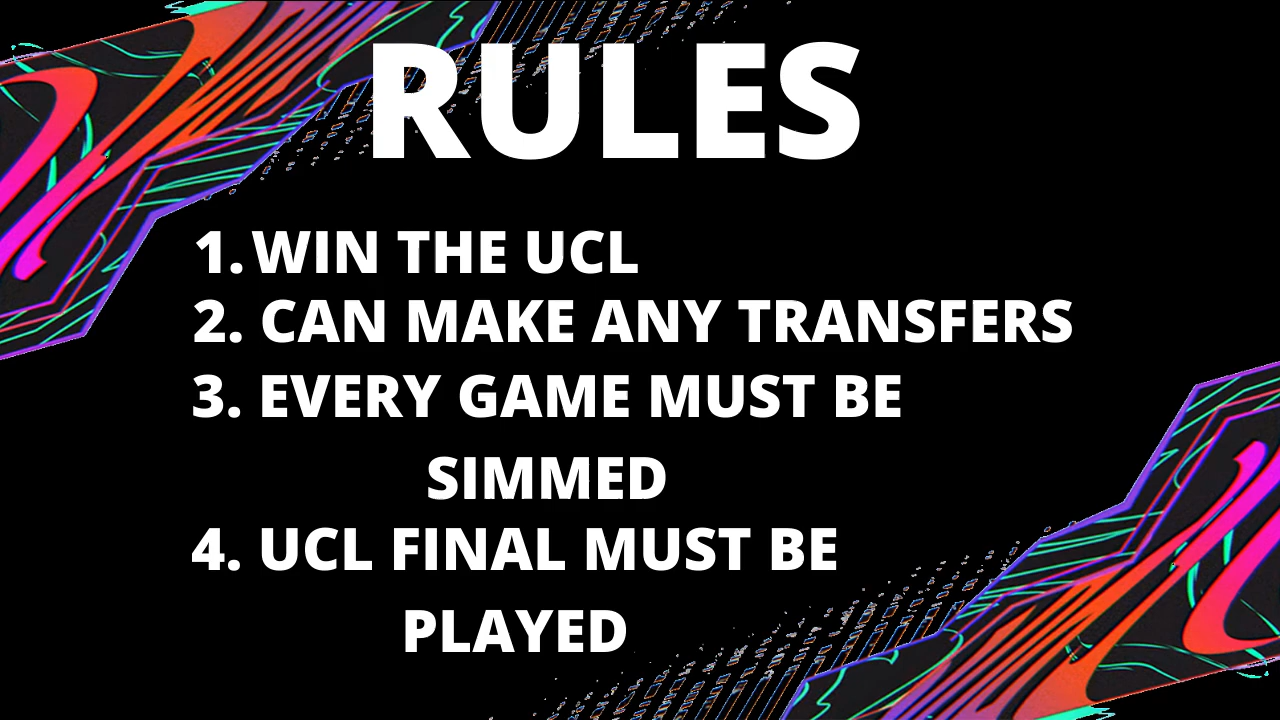 RULES
1. WIN THE UCL
2. CAN MAKE ANY TRANSFERS
3. EVERY GAME MUST BE
SIMMED
4. UCL FINAL MUST BE
PLAYED